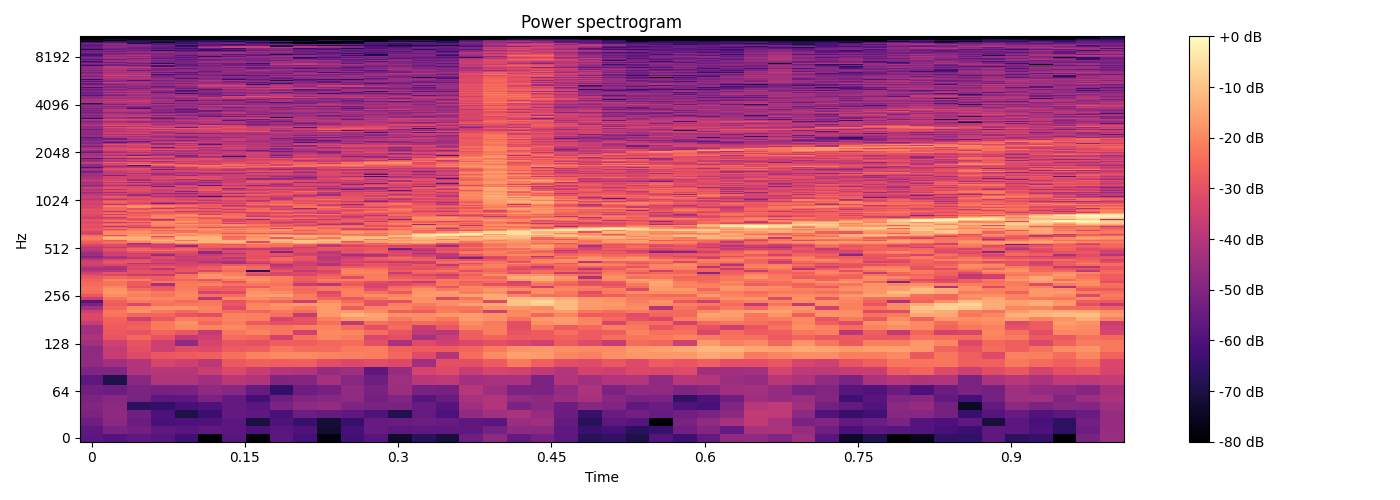 Power spectrogram
8192
4096
2048
1024
512
256
128
64
0
Hz
0 0.15 0.3 0.45 0.6 0.75 0.9
Time
+0 dB
-10 dB
-20 dB
-30 dB
-40 dB
-50 dB
-60 dB
-70 dB
-80 dB